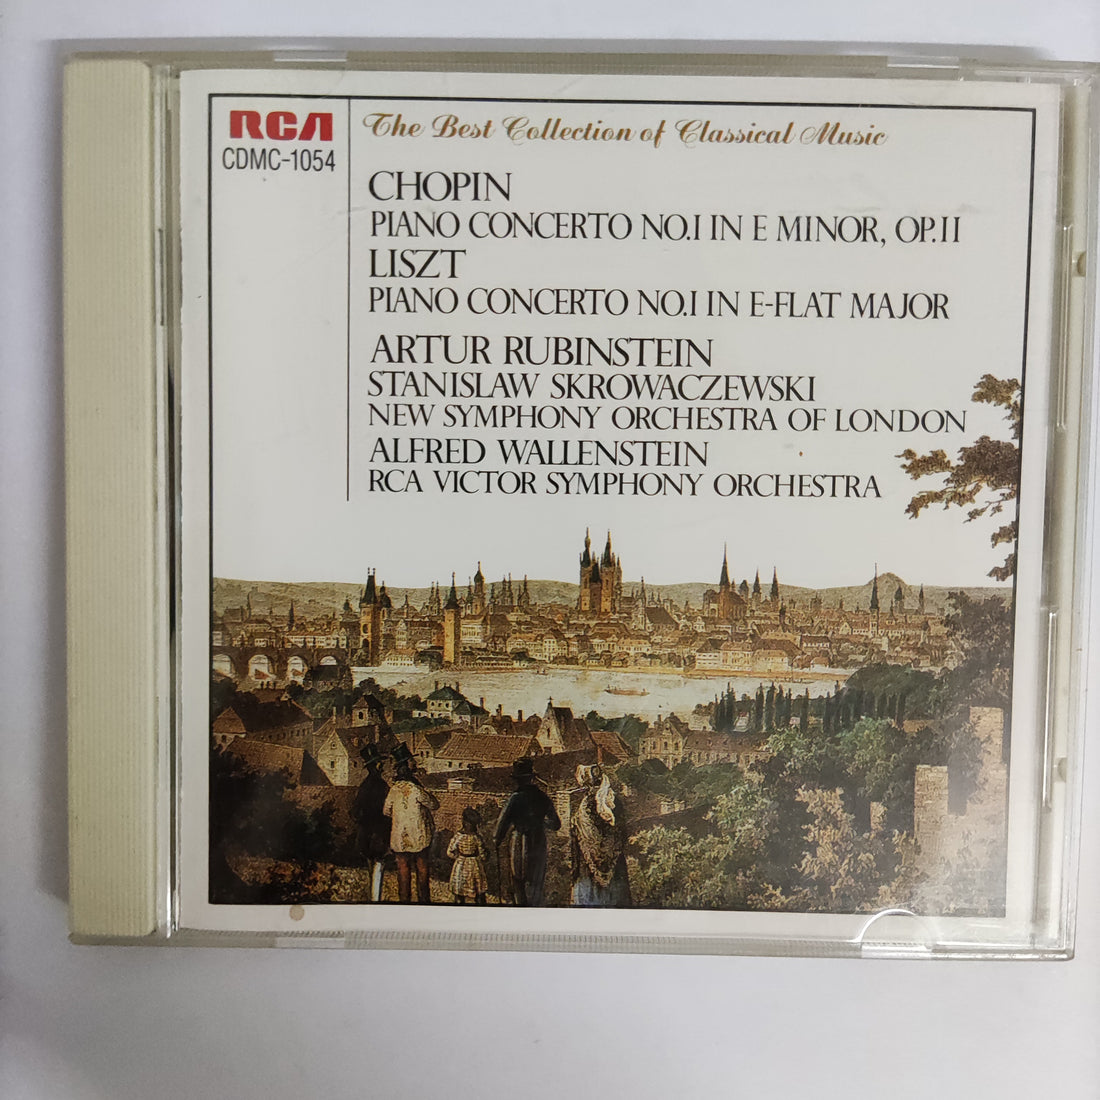 RCA
CDMC-1054
The Best Collection of Classical Music
CHOPIN
PIANO CONCERTO NO.1 IN E MINOR, OP.11
LISZT
PIANO CONCERTO NO.1 IN E-FLAT MAJOR
ARTUR RUBINSTEIN
STANISLAW SKROWACZEWSKI
NEW SYMPHONY ORCHESTRA OF LONDON
ALFRED WALLENSTEIN
RCA VICTOR SYMPHONY ORCHESTRA